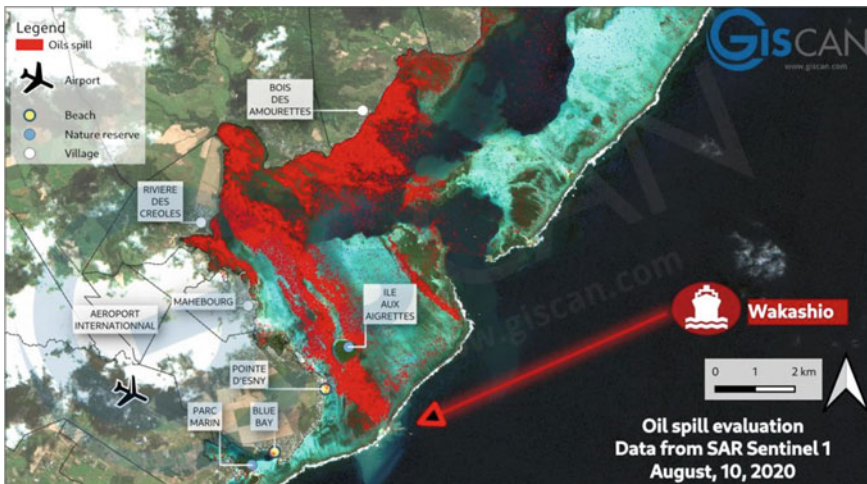 Legend
Oils spill
Airport
Beach
Nature reserve
Village
GISCAN
www.giscan.com
BOIS
DES
AMOURETTES
RIVIERE
DES
CREOLES
MAHEBOURG
AEROPORT
INTERNATIONNAL
ILE
AUX
AIGRETTES
www.giscan.com
POINTE
D'ESNY
PARC
MARIN
BLUE
BAY
Wakashio
0 1 2 km
Oil spill evaluation
Data from SAR Sentinel 1
August, 10, 2020